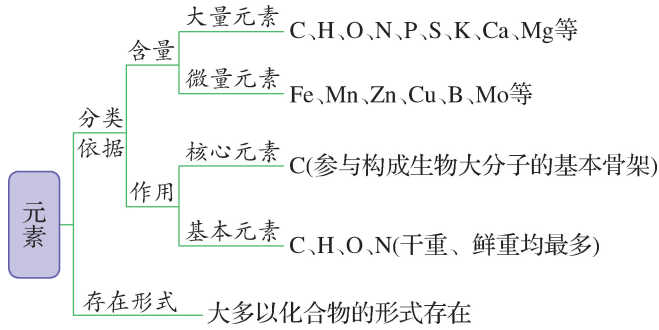 元素
分类
依据
含量
大量元素
C、H、O、N、P、S、K、Ca、Mg等
微量元素
Fe、Mn、Zn、Cu、B、Mo等
作用
核心元素
C(参与构成生物大分子的基本骨架)
基本元素
C、H、O、N(干重、鲜重均最多)
存在形式
大多以化合物的形式存在